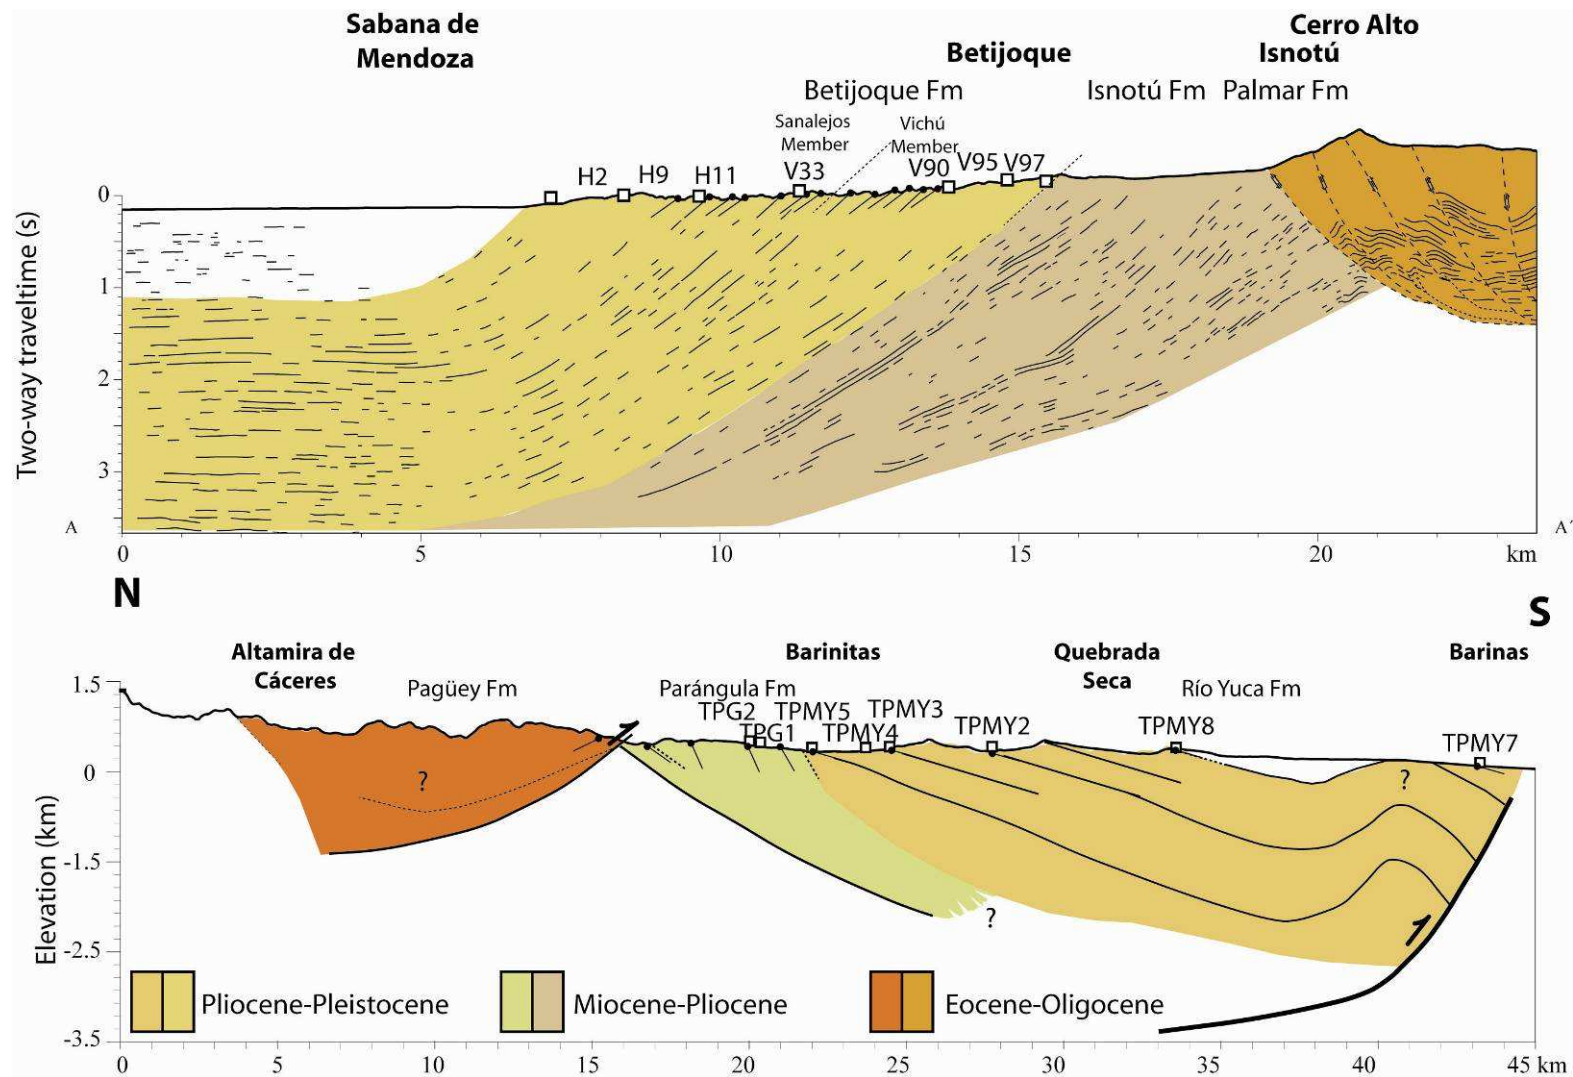 Sabana de
Mendoza
Cerro Alto
Betijoque
Isnotú
Betijoque Fm
Isnotú Fm
Palmar Fm
Sanalejos
Member
Vichú
Member
H2
H9
H11
V33
V90
V95
V97
Two-way traveltime (s)
0
1
2
3
A
A´
0
5
10
15
20
km
N
S
Altamira de
Cáceres
Barinitas
Quebrada
Seca
Barinas
Pagüey Fm
Parángula Fm
Río Yuca Fm
TPG2
TPG1
TPMY5
TPMY4
TPMY3
TPMY2
TPMY8
TPMY7
Elevation (km)
1.5
0
-1.5
-2.5
-3.5
?
?
?
Pliocene-Pleistocene
Miocene-Pliocene
Eocene-Oligocene
0
5
10
15
20
25
30
35
40
45 km